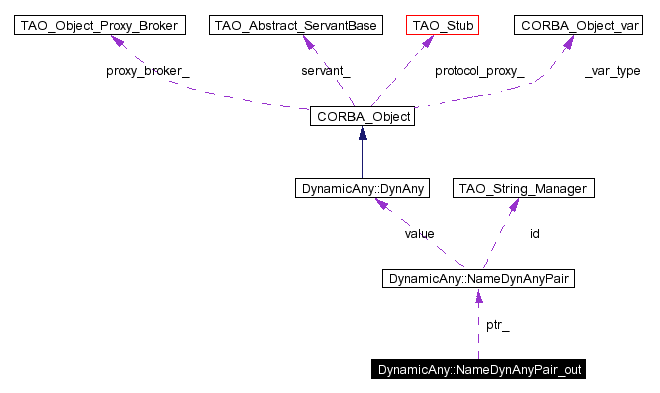 TAO_Object_Proxy_Broker
TAO_Abstract_ServantBase
TAO_Stub
CORBA_Object_var
proxy_broker_
servant_
protocol_proxy_
_var_type
CORBA_Object
DynamicAny::DynAny
TAO_String_Manager
value
id
DynamicAny::NameDynAnyPair
ptr_
DynamicAny::NameDynAnyPair_out